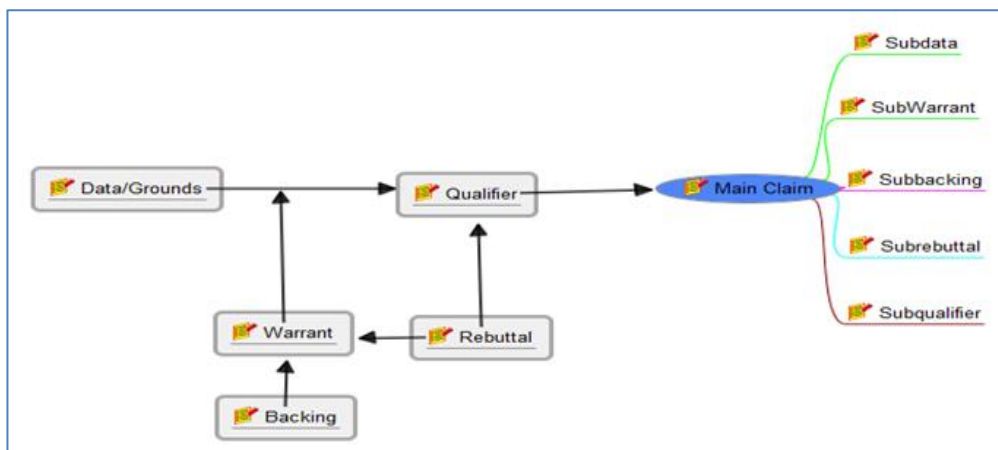 Subdata
SubWarrant
Data/Grounds
Qualifier
Main Claim
Subbacking
Subrebuttal
Subqualifier
Warrant
Rebuttal
Backing